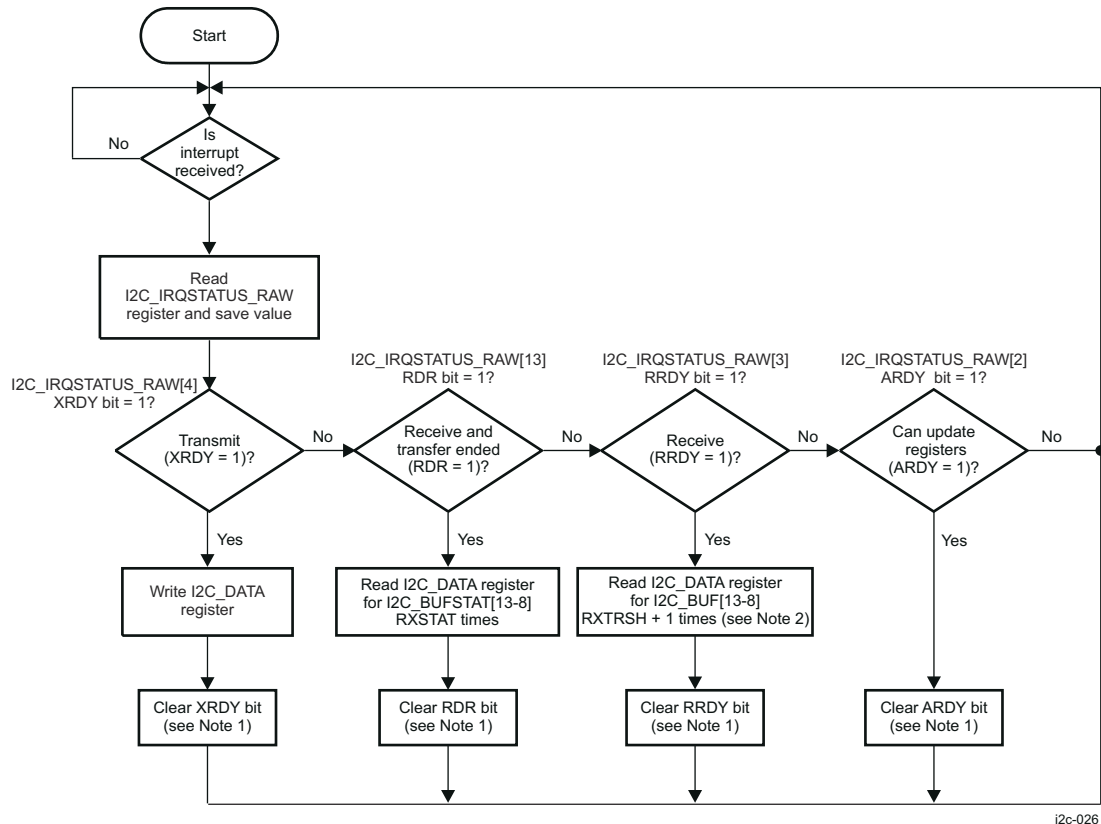 Start
Is
interrupt
received?
No
Read
I2C_IRQSTATUS_RAW
register and save value
I2C_IRQSTATUS_RAW[4]
XRDY bit = 1?
I2C_IRQSTATUS_RAW[13]
RDR bit = 1?
I2C_IRQSTATUS_RAW[3]
RRDY bit = 1?
I2C_IRQSTATUS_RAW[2]
ARDY bit = 1?
Transmit
(XRDY = 1)?
No
Receive and
transfer ended
(RDR = 1)?
No
Receive
(RRDY = 1)?
No
Can update
registers
(ARDY = 1)?
No
Yes
Yes
Yes
Yes
Write I2C_DATA
register
Read I2C_DATA register
for I2C_BUFSTAT[13-8]
RXSTAT times
Read I2C_DATA register
for I2C_BUF[13-8]
RXTRSH + 1 times (see Note 2)
Clear XRDY bit
(see Note 1)
Clear RDR bit
(see Note 1)
Clear RRDY bit
(see Note 1)
Clear ARDY bit
(see Note 1)
i2c-026